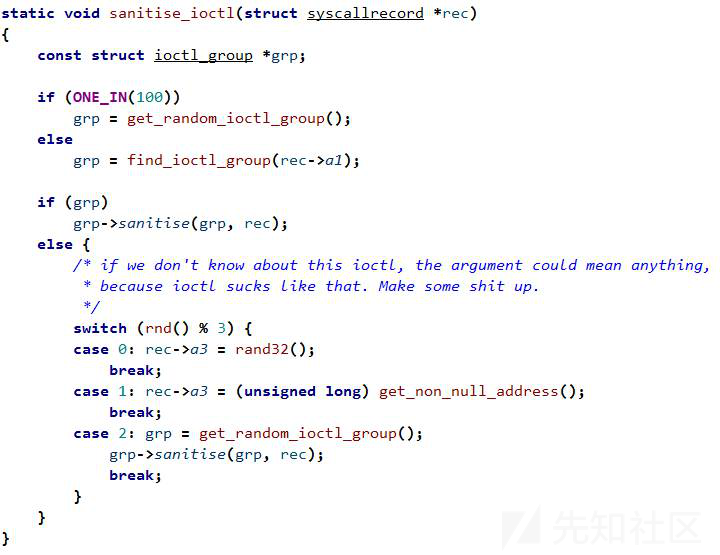 static void sanitise_ioctl(struct syscallrecord *rec)
{
    const struct ioctl_group *grp;

    if (ONE_IN(100))
        grp = get_random_ioctl_group();
    else
        grp = find_ioctl_group(rec->a1);

    if (grp)
        grp->sanitise(grp, rec);
    else {
        /* if we don't know about this ioctl, the argument could mean anything,
         * because ioctl sucks like that. Make some shit up.
         */
        switch (rnd() % 3) {
        case 0: rec->a3 = rand32();
            break;
        case 1: rec->a3 = (unsigned long) get_non_null_address();
            break;
        case 2: grp = get_random_ioctl_group();
            grp->sanitise(grp, rec);
            break;
        }
    }
}
先知社区